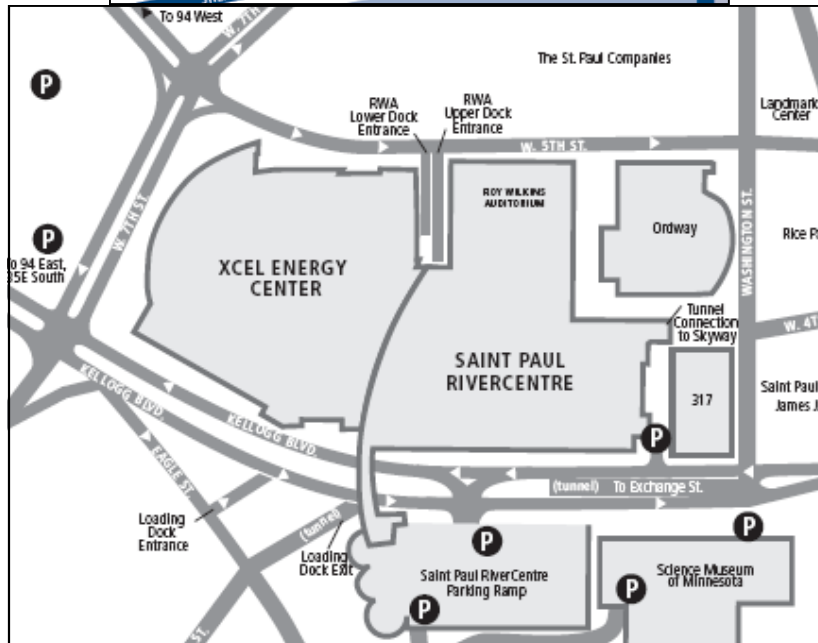 To 94 West
W. 7TH
The St. Paul Companies
P
RWA
Lower Dock
Entrance
RWA
Upper Dock
Entrance
Landmark
Center
W. 5TH ST.
ROY WILKINS
AUDITORIUM
W. 7TH ST.
Ordway
WASHINGTON ST.
Rice
P
To 94 East,
35E South
XCEL ENERGY
CENTER
Tunnel
Connection
to Skyway
W. 4T
SAINT PAUL
RIVERCENTRE
317
Saint Paul
James J.
KELLOGG BLVD.
KELLOGG BLVD.
P
EAGLE ST.
(tunnel) To Exchange St.
Loading
Dock
Entrance
(tunnel)
Loading
Dock Exit
P
P
Saint Paul RiverCentre
Parking Ramp
Science Museum
of Minnesota
P
P
ST.